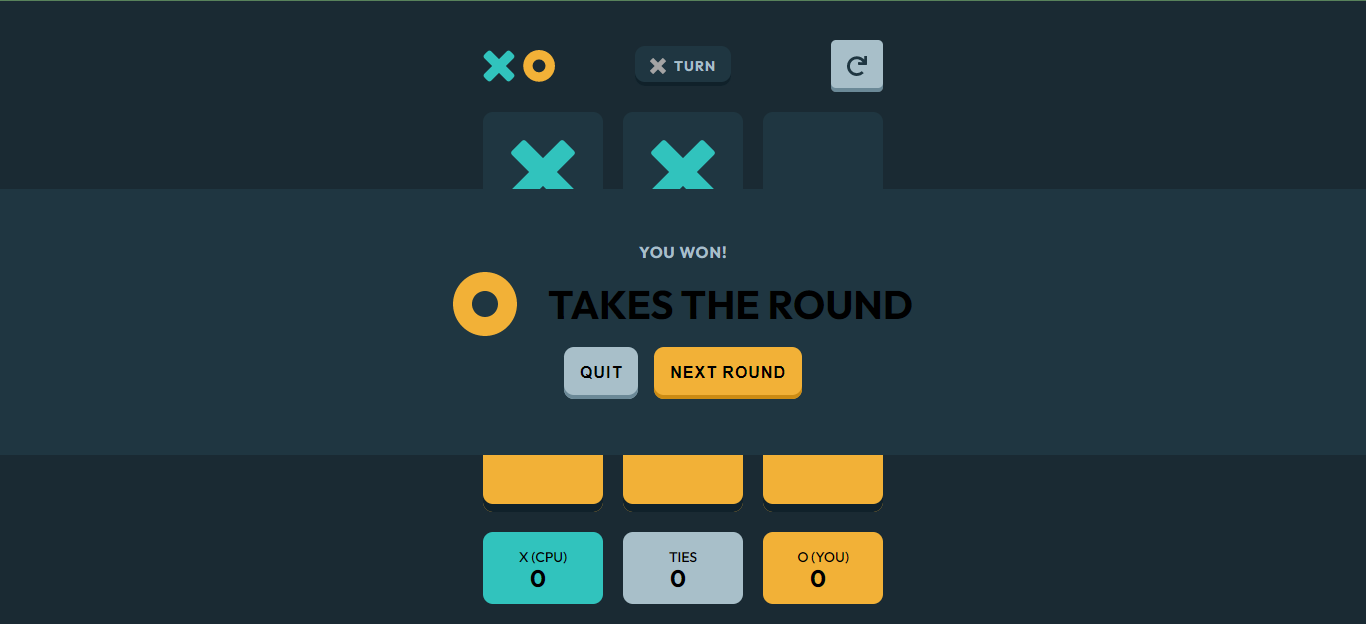 TURN
YOU WON!
TAKES THE ROUND
QUIT
NEXT ROUND
X (CPU)
0
TIES
0
O (YOU)
0